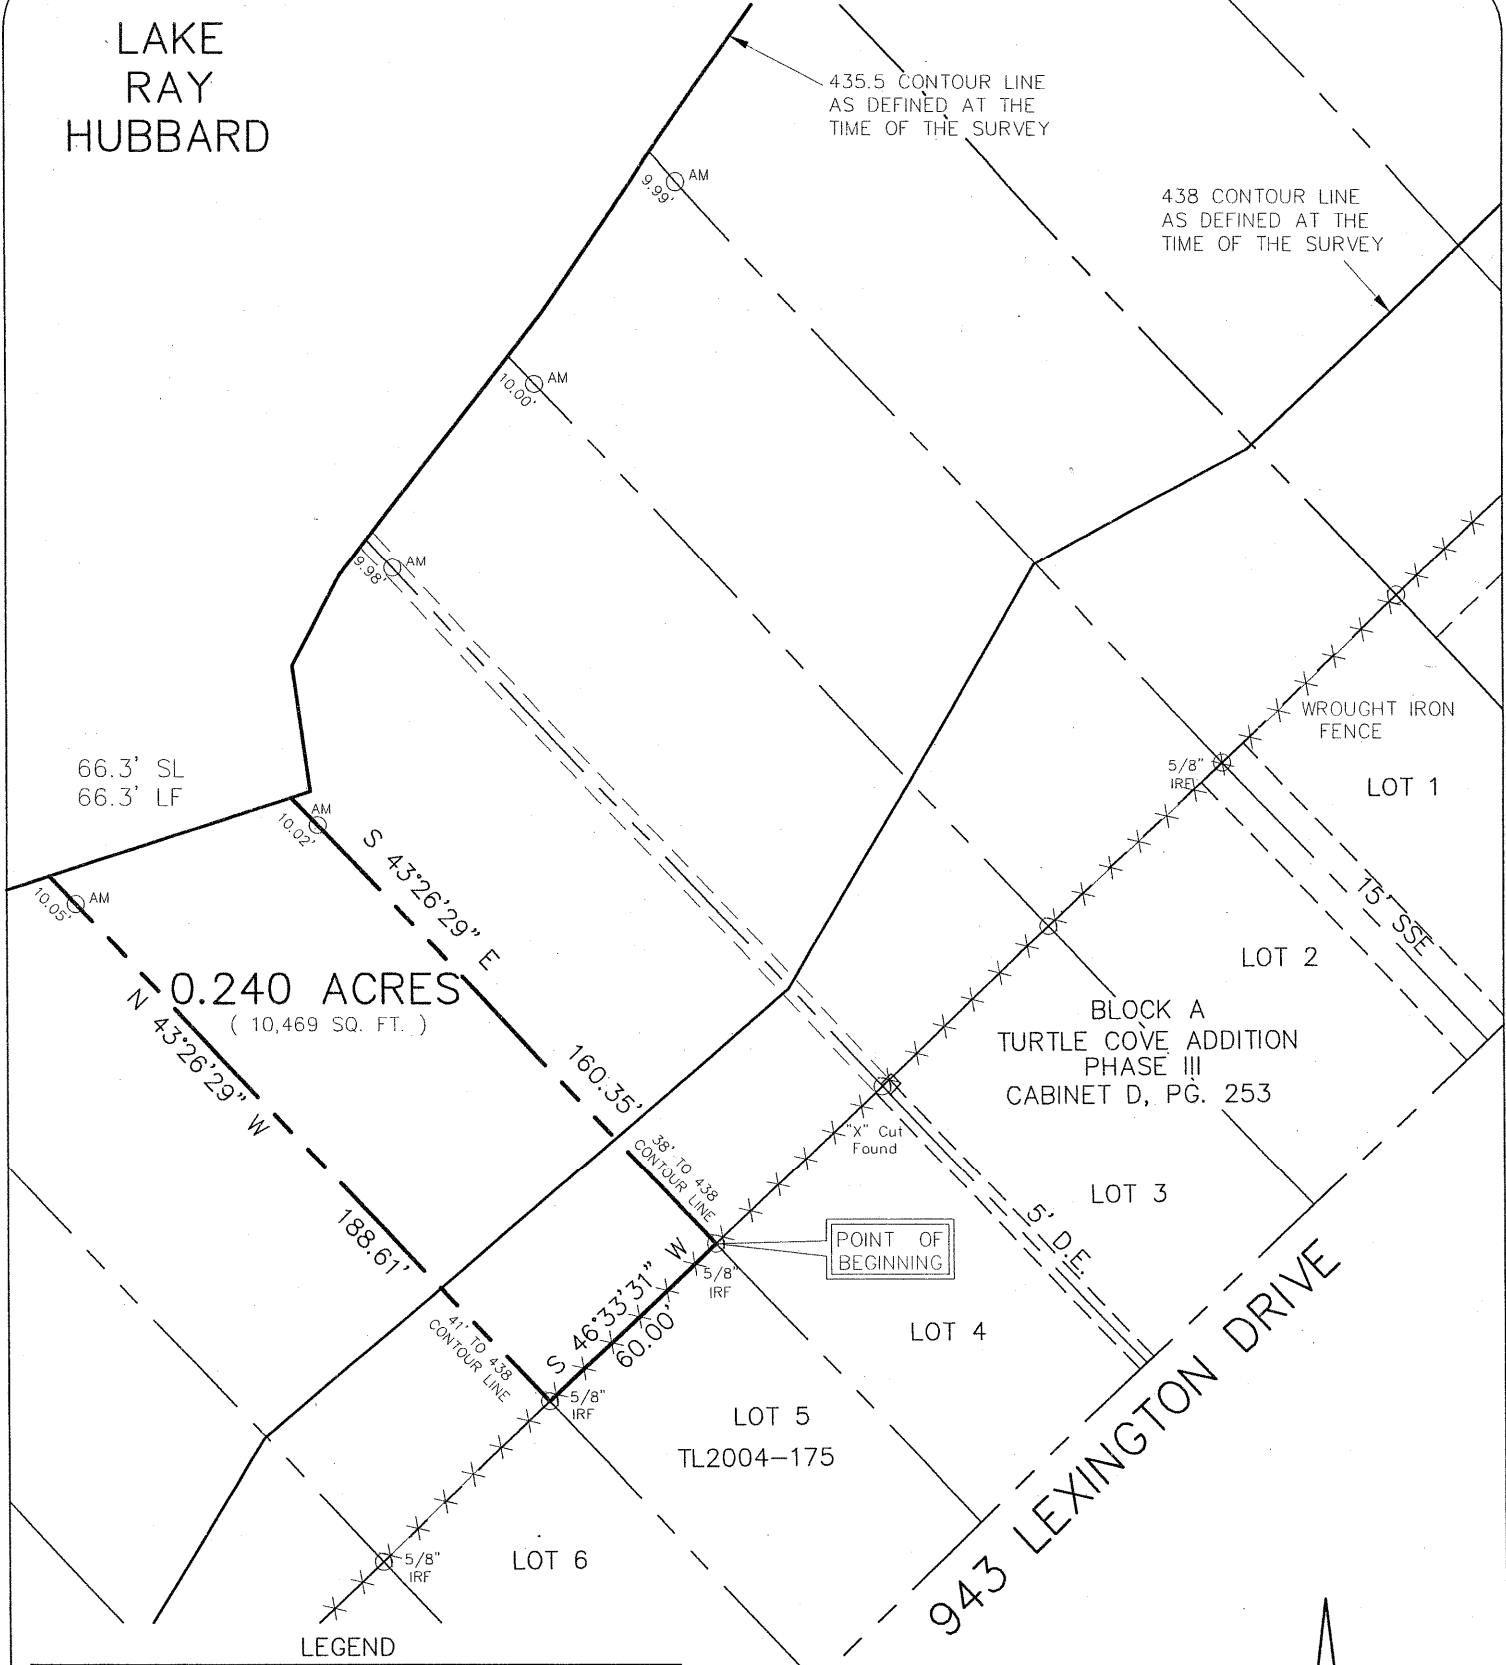 LAKE
RAY
HUBBARD
435.5 CONTOUR LINE
AS DEFINED AT THE
TIME OF THE SURVEY
438 CONTOUR LINE
AS DEFINED AT THE
TIME OF THE SURVEY
AM
9.99'
AM
10.00'
AM
9.98'
WROUGHT IRON
FENCE
5/8"
IRF
LOT 1
66.3' SL
66.3' LF
AM
10.02'
AM
10.05'
S 43°26'29" E
160.35'
0.240 ACRES
( 10,469 SQ. FT. )
N 43°26'29" W
188.61'
15' SSE
LOT 2
BLOCK A
TURTLE COVE ADDITION
PHASE III
CABINET D, PG. 253
"X" Cut
Found
38' TO 438
CONTOUR LINE
LOT 3
5' D.E.
POINT OF
BEGINNING
5/8"
IRF
S 46°33'31" W
60.00'
41' TO 438
CONTOUR LINE
5/8"
IRF
LOT 4
LOT 5
TL2004-175
943 LEXINGTON DRIVE
5/8"
IRF
LOT 6
LEGEND